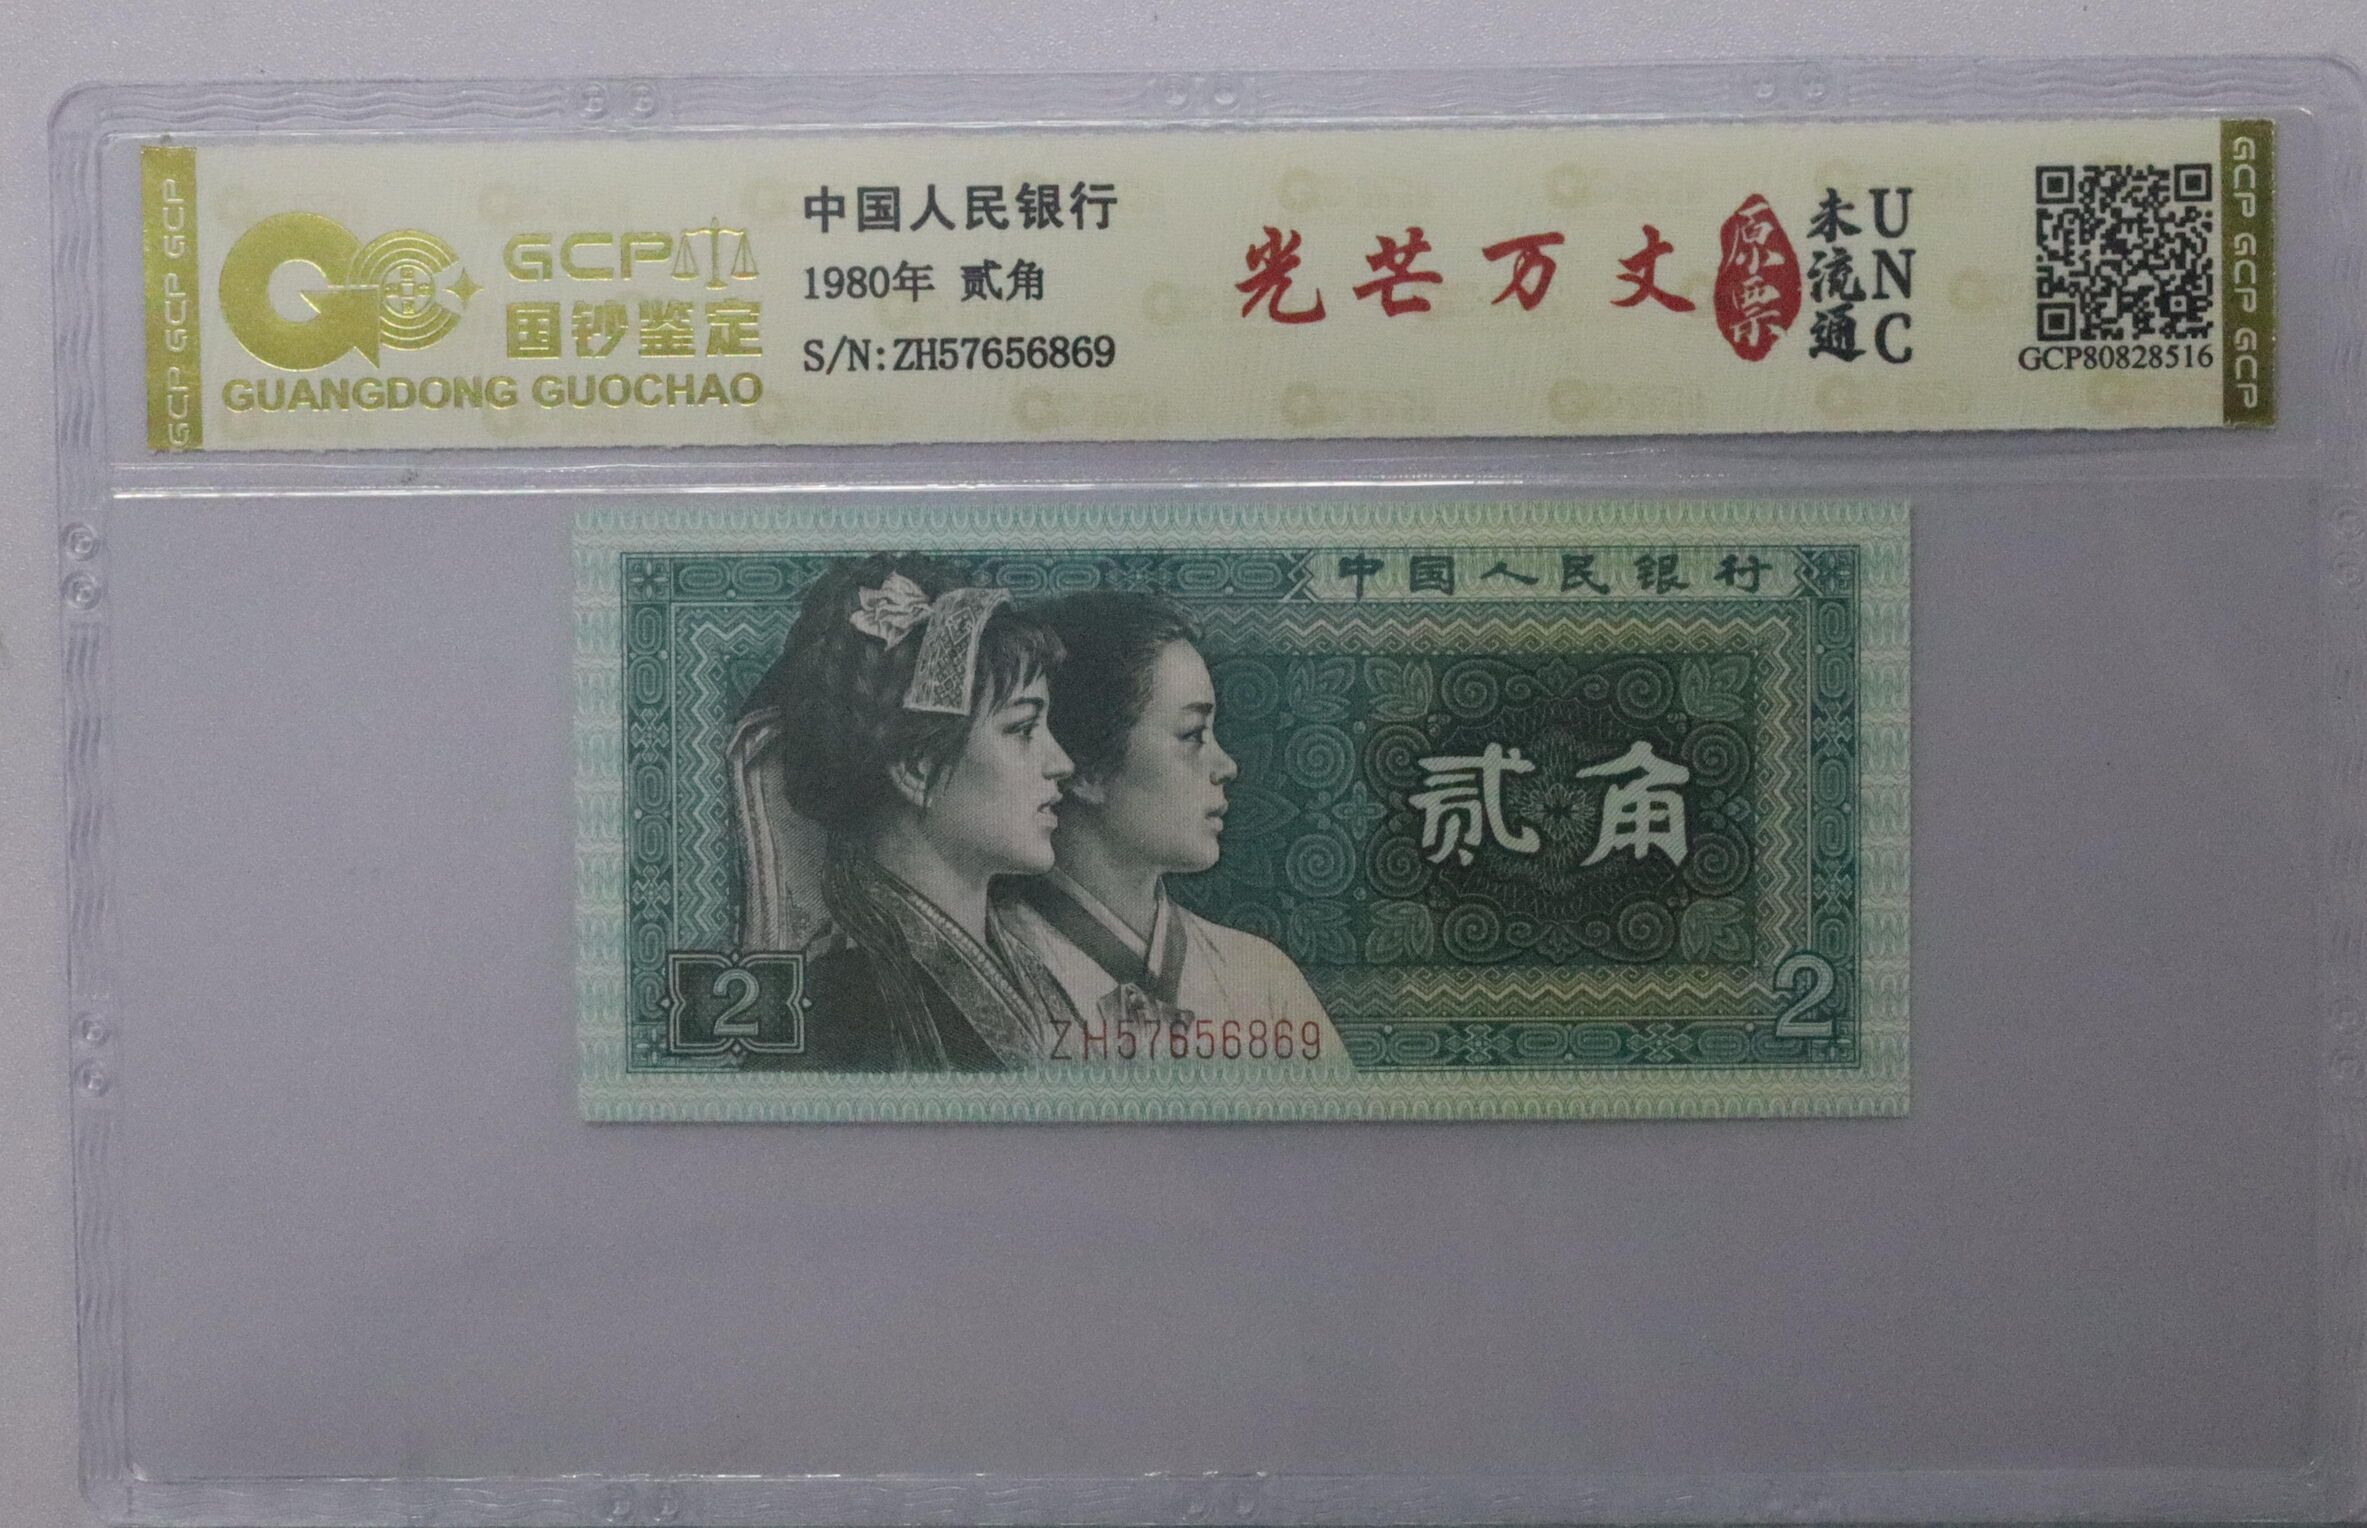 GCP GCP GCP GCP
GCP
国钞鉴定
GUANGDONG GUOCHAO
中国人民银行
1980年 贰角
S/N:ZH57656869
光芒万丈
原票
未流通
UNC
GCP80828516
GCP GCP GCP
中国人民银行
贰角
2
2
ZH57656869